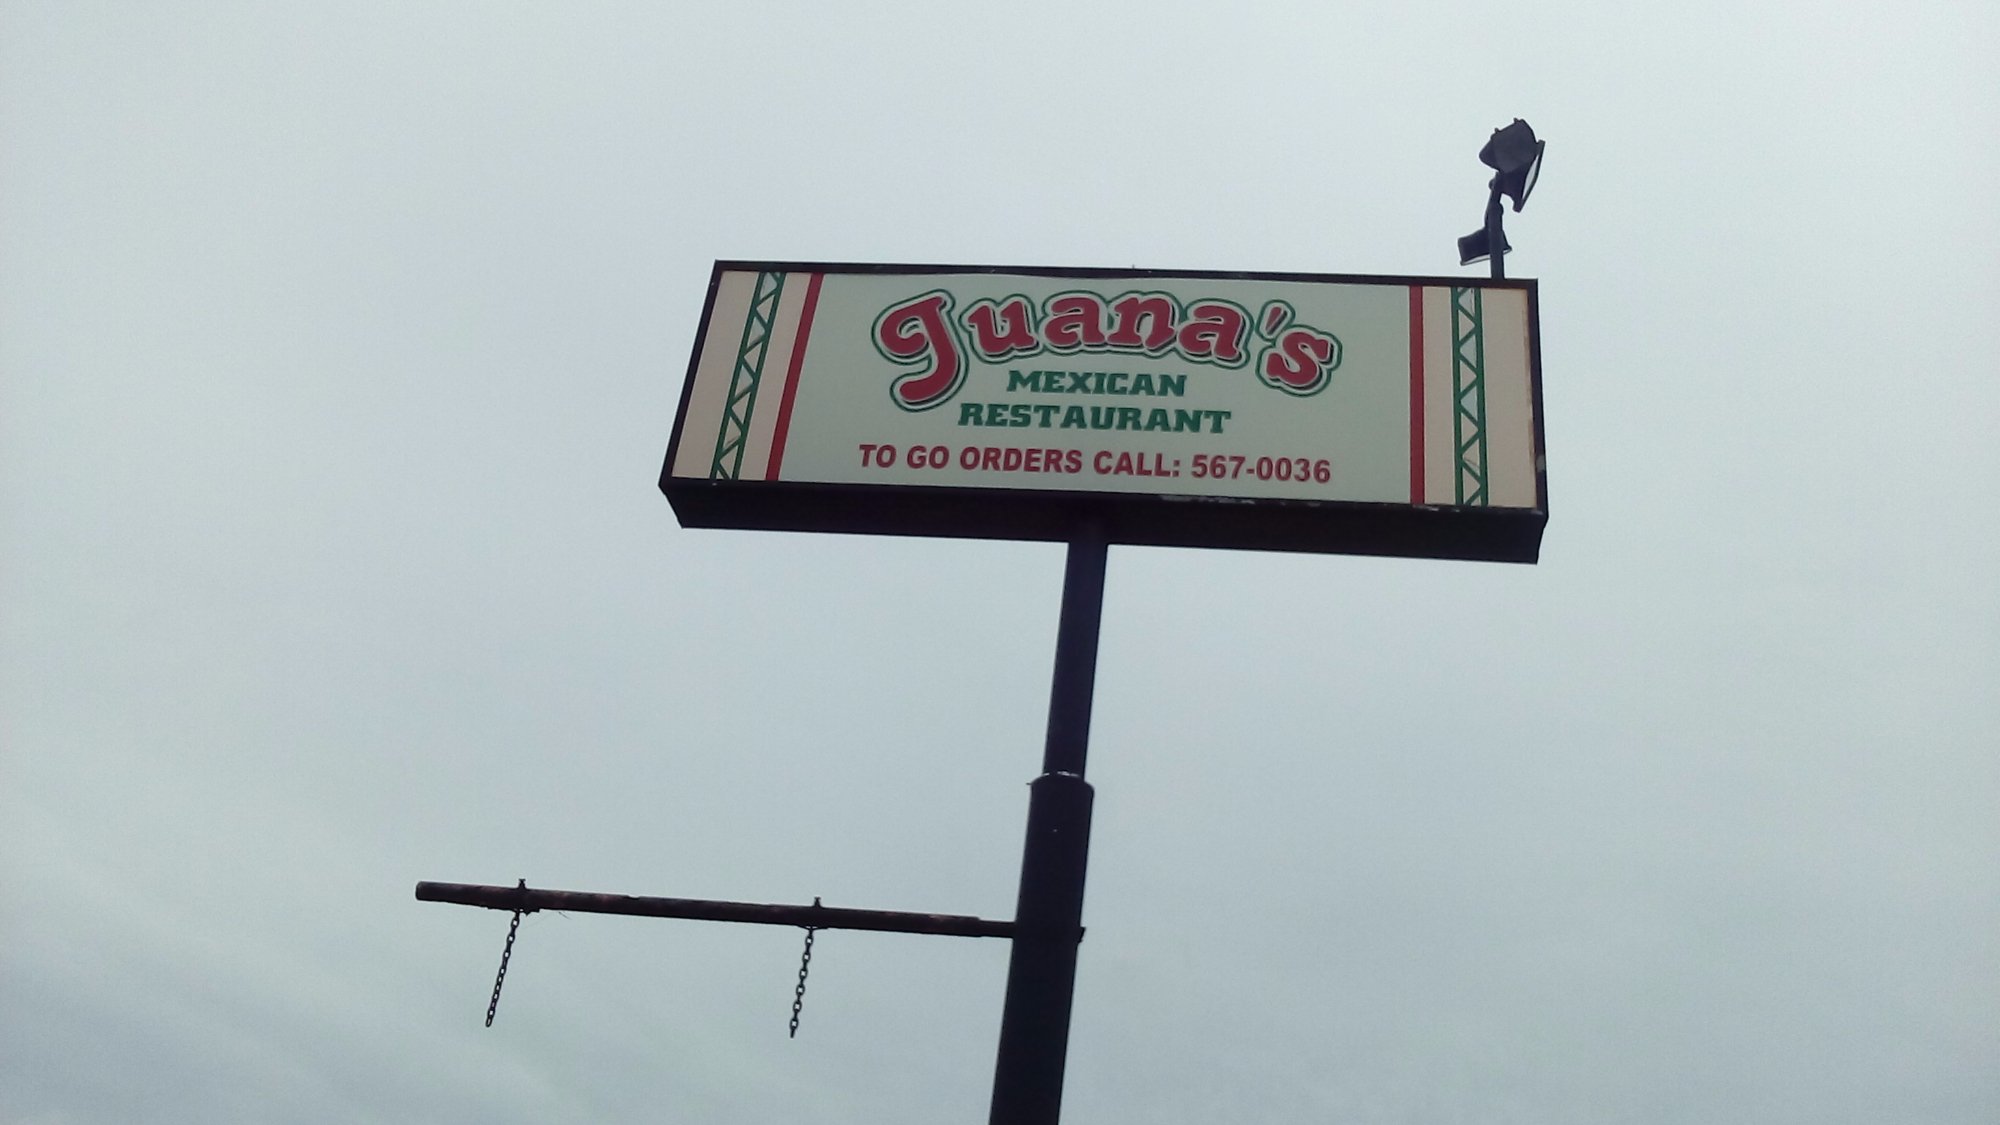 Juana's
MEXICAN
RESTAURANT
TO GO ORDERS CALL: 567-0036